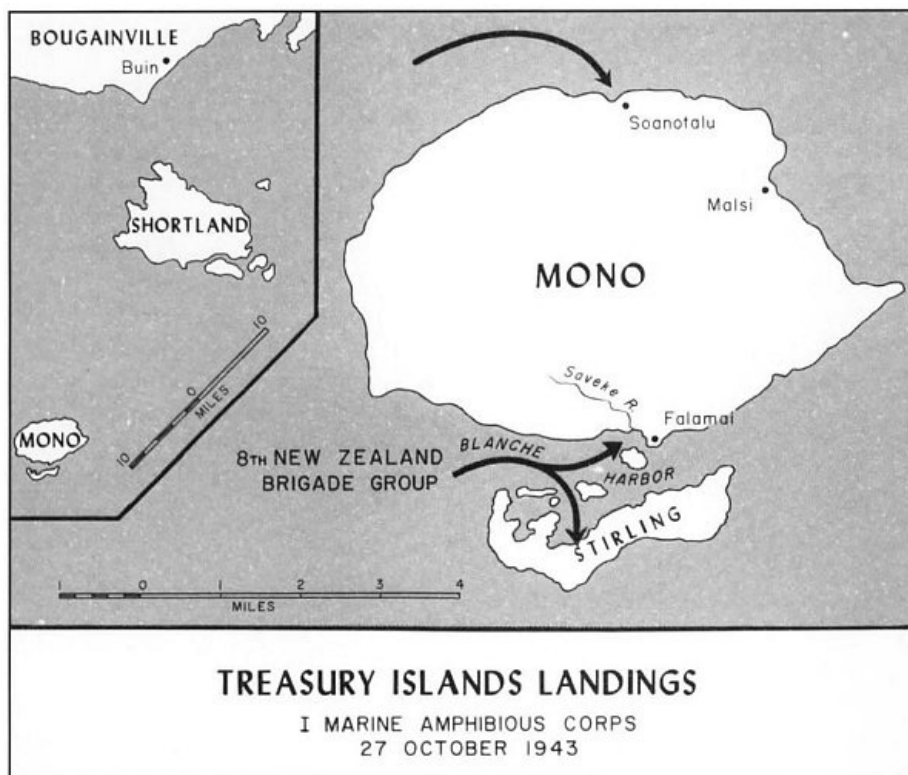 BOUGAINVILLE
Buin
SHORTLAND
10
0
MILES
10
MONO
Soanotalu
Malsi
MONO
Saveke R.
Falamai
8TH NEW ZEALAND
BRIGADE GROUP
BLANCHE
HARBOR
STIRLING
1 0 1 2 3 4
MILES
TREASURY ISLANDS LANDINGS
I MARINE AMPHIBIOUS CORPS
27 OCTOBER 1943